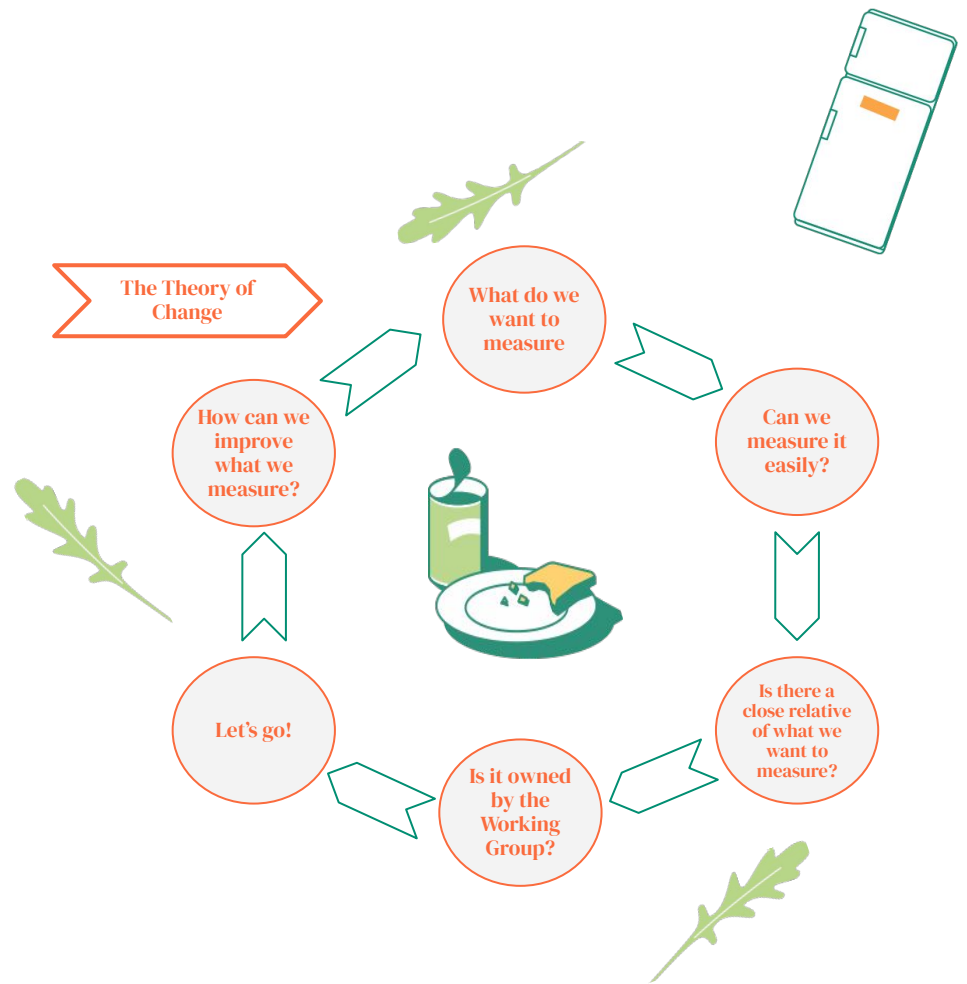 The Theory of
Change
What do we
want to
measure
Can we
measure it
easily?
Is there a
close relative
of what we
want to
measure?
Is it owned
by the
Working
Group?
Let’s go!
How can we
improve
what we
measure?